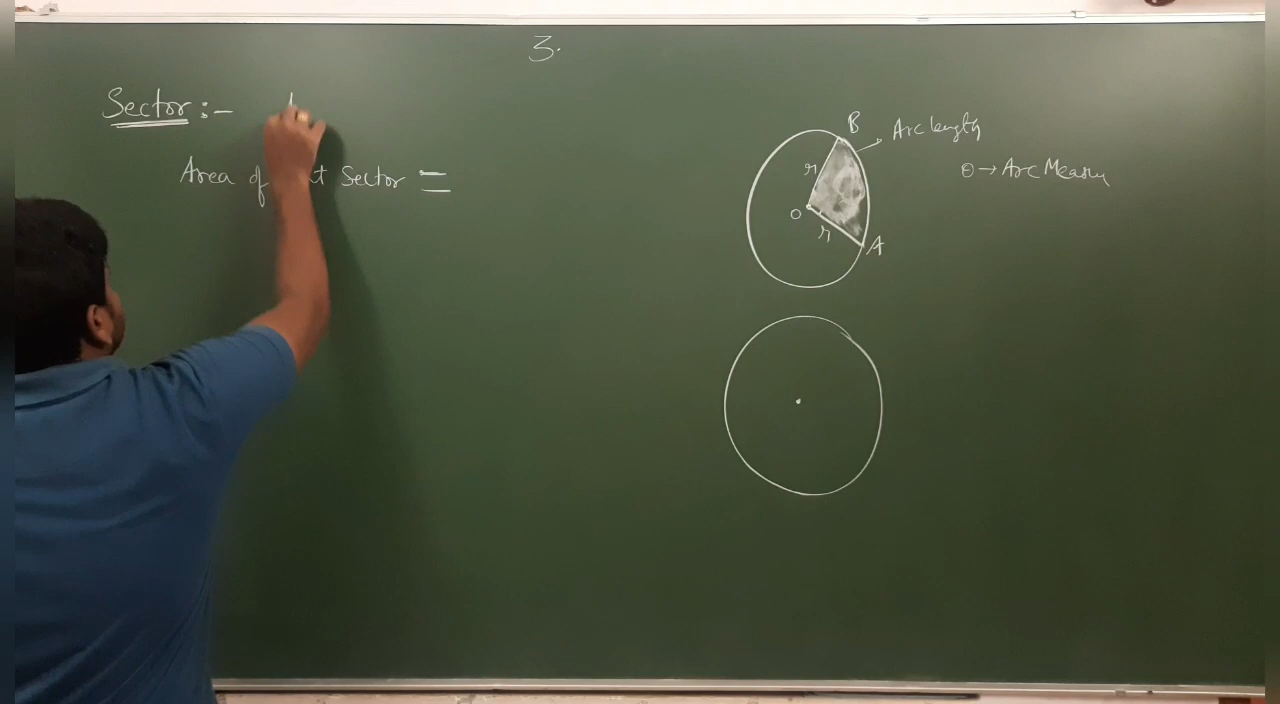 3.
Sector :-
Area of Sector =
B
Arc length
r
θ → Arc Measure
O
r
A